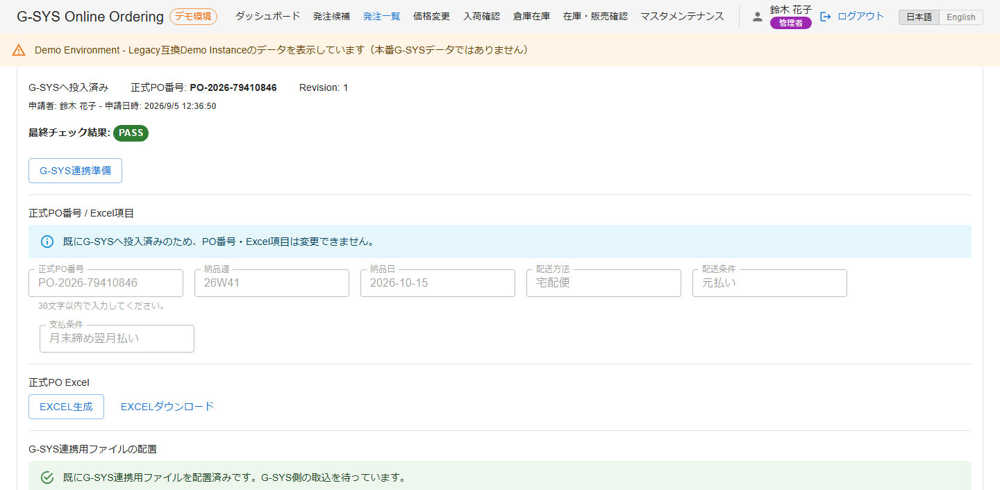 G-SYS Online Ordering デモ環境 ダッシュボード 発注候補 発注一覧 価格変更 入荷確認 倉庫在庫 在庫・販売確認 マスタメンテナンス 鈴木 花子 管理者 ログアウト 日本語 English
Demo Environment - Legacy互換Demo Instanceのデータを表示しています（本番G-SYSデータではありません）
G-SYSへ投入済み 正式PO番号: PO-2026-79410846 Revision: 1
申請者: 鈴木 花子 - 申請日時: 2026/9/5 12:36:50
最終チェック結果: PASS
G-SYS連携準備
正式PO番号 / Excel項目
既にG-SYSへ投入済みのため、PO番号・Excel項目は変更できません。
正式PO番号 納品週 納品日 配送方法 配送条件
PO-2026-79410846 26W41 2026-10-15 宅配便 元払い
30文字以内で入力してください。
支払条件
月末締め翌月払い
正式PO Excel
EXCEL生成 EXCELダウンロード
G-SYS連携用ファイルの配置
既にG-SYS連携用ファイルを配置済みです。G-SYS側の取込を待っています。